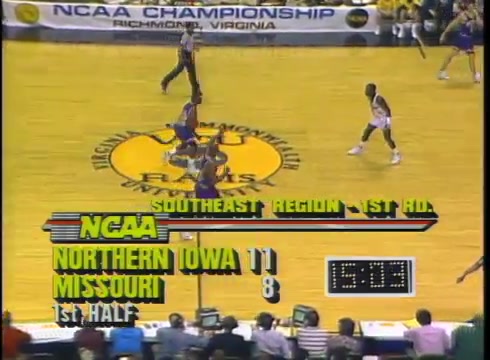 NCAA CHAMPIONSHIP
RICHMOND, VIRGINIA
VIRGINIA COMMONWEALTH
VCU
RAMS
UNIVERSITY
SOUTHEAST REGION - 1ST RD.
NCAA
NORTHERN IOWA 11
MISSOURI 8
1st HALF
15:03